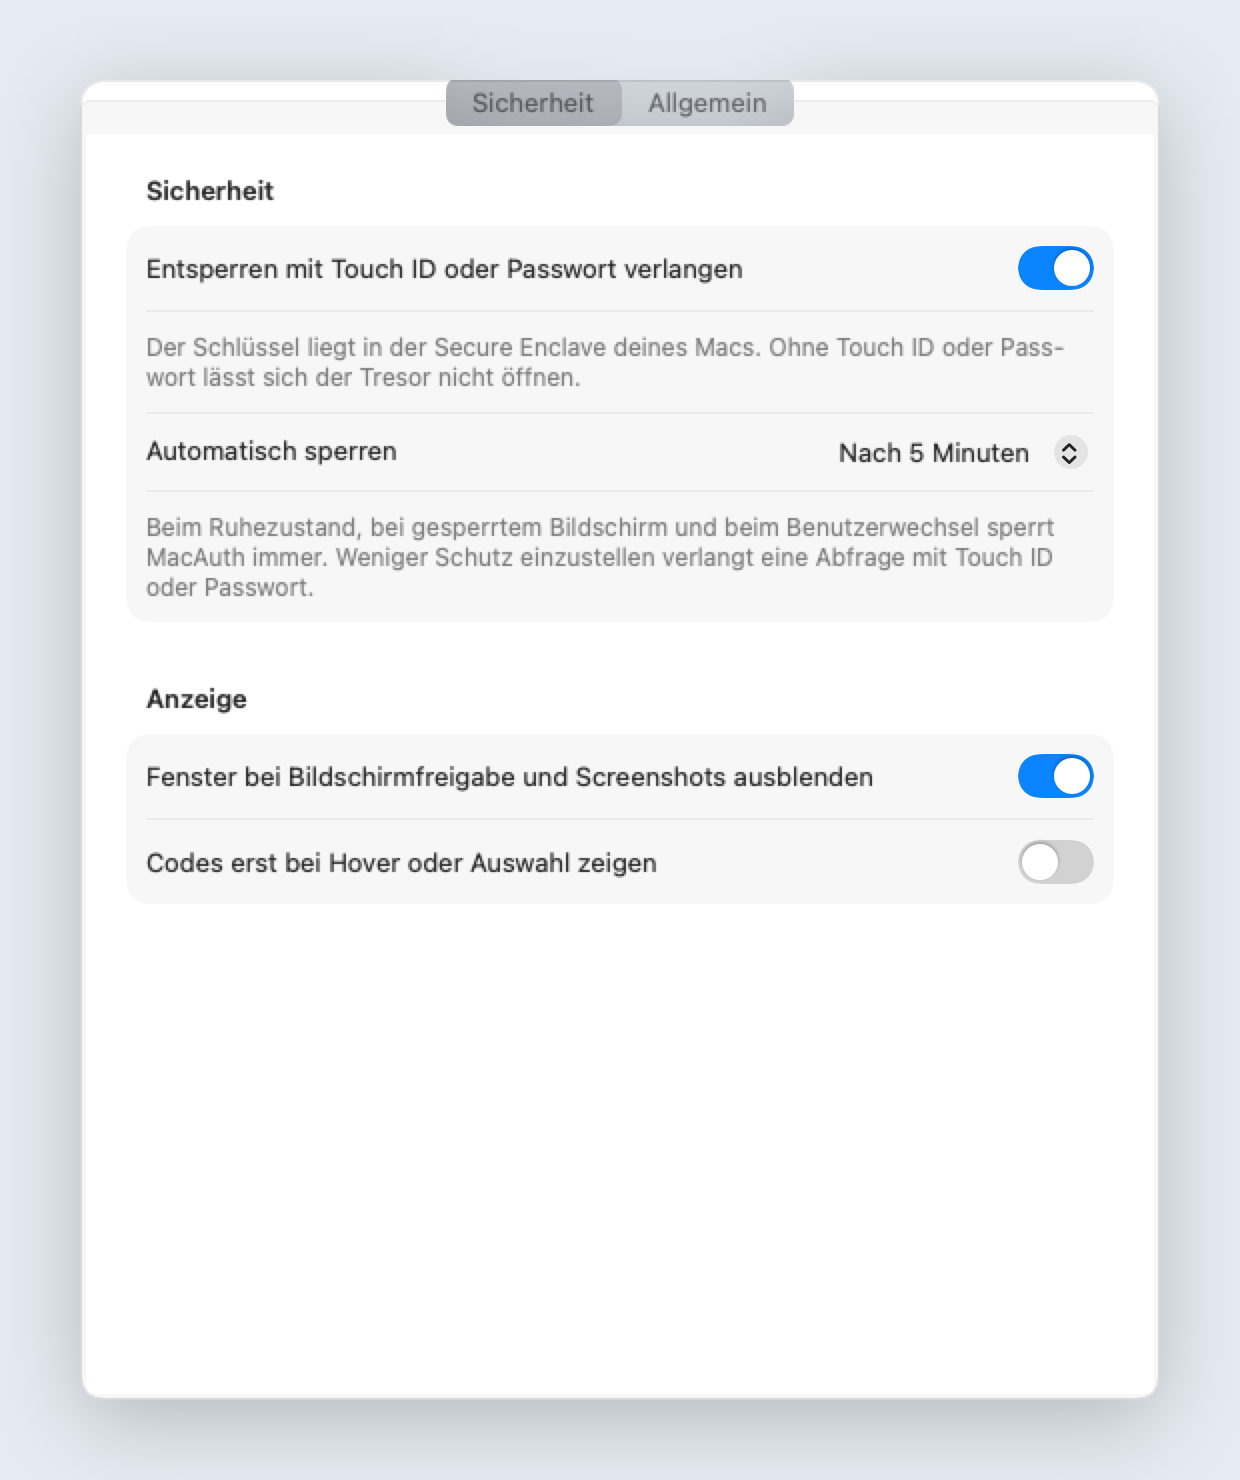 Sicherheit Allgemein
Sicherheit
Entsperren mit Touch ID oder Passwort verlangen
Der Schlüssel liegt in der Secure Enclave deines Macs. Ohne Touch ID oder Pass-
wort lässt sich der Tresor nicht öffnen.
Automatisch sperren Nach 5 Minuten
Beim Ruhezustand, bei gesperrtem Bildschirm und beim Benutzerwechsel sperrt
MacAuth immer. Weniger Schutz einzustellen verlangt eine Abfrage mit Touch ID
oder Passwort.
Anzeige
Fenster bei Bildschirmfreigabe und Screenshots ausblenden
Codes erst bei Hover oder Auswahl zeigen